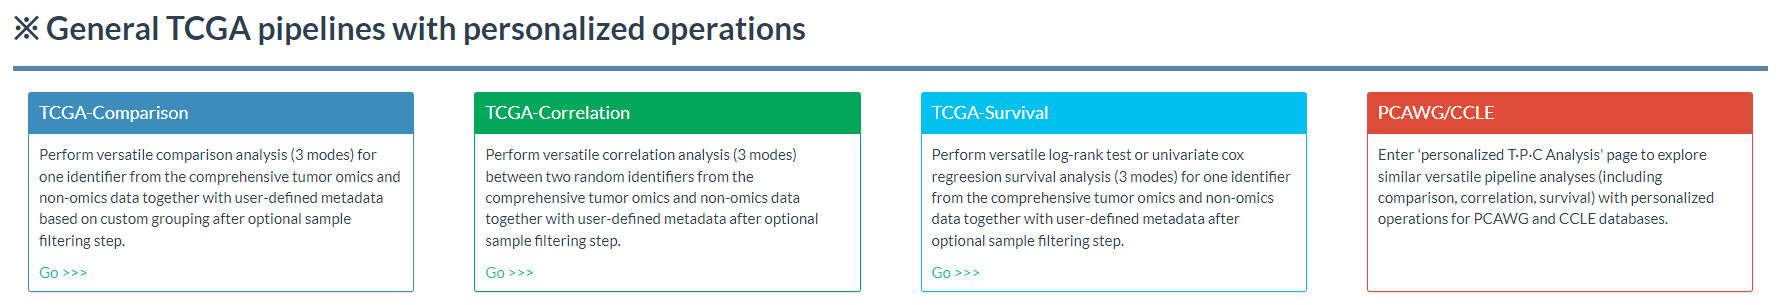 ※ General TCGA pipelines with personalized operations
TCGA-Comparison
Perform versatile comparison analysis (3 modes) for
one identifier from the comprehensive tumor omics and
non-omics data together with user-defined metadata
based on custom grouping after optional sample
filtering step.
Go >>>
TCGA-Correlation
Perform versatile correlation analysis (3 modes)
between two random identifiers from the
comprehensive tumor omics and non-omics data
together with user-defined metadata after optional
sample filtering step.
Go >>>
TCGA-Survival
Perform versatile log-rank test or univariate cox
regreesion survival analysis (3 modes) for one identifier
from the comprehensive tumor omics and non-omics
data together with user-defined metadata after
optional sample filtering step.
Go >>>
PCAWG/CCLE
Enter 'personalized T·P·C Analysis' page to explore
similar versatile pipeline analyses (including
comparison, correlation, survival) with personalized
operations for PCAWG and CCLE databases.